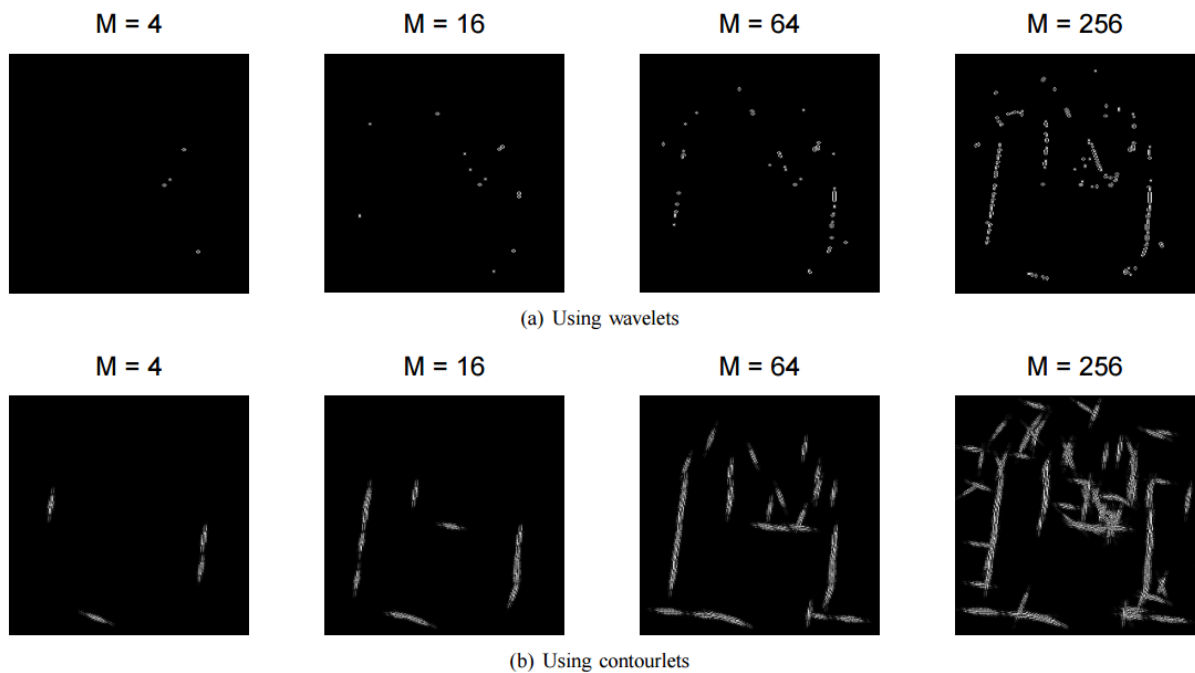 M = 4 M = 16 M = 64 M = 256
(a) Using wavelets
M = 4 M = 16 M = 64 M = 256
(b) Using contourlets